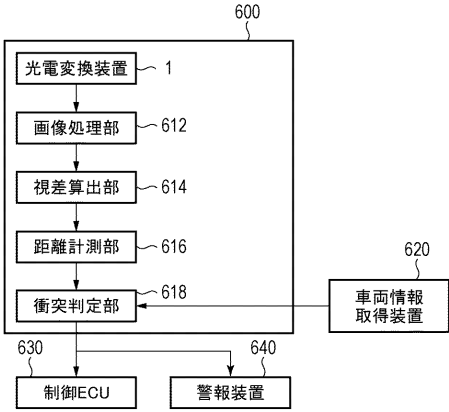 600
光電変換装置
1
画像処理部
612
視差算出部
614
距離計測部
616
衝突判定部
618
620
車両情報
取得装置
630
制御ECU
640
警報装置